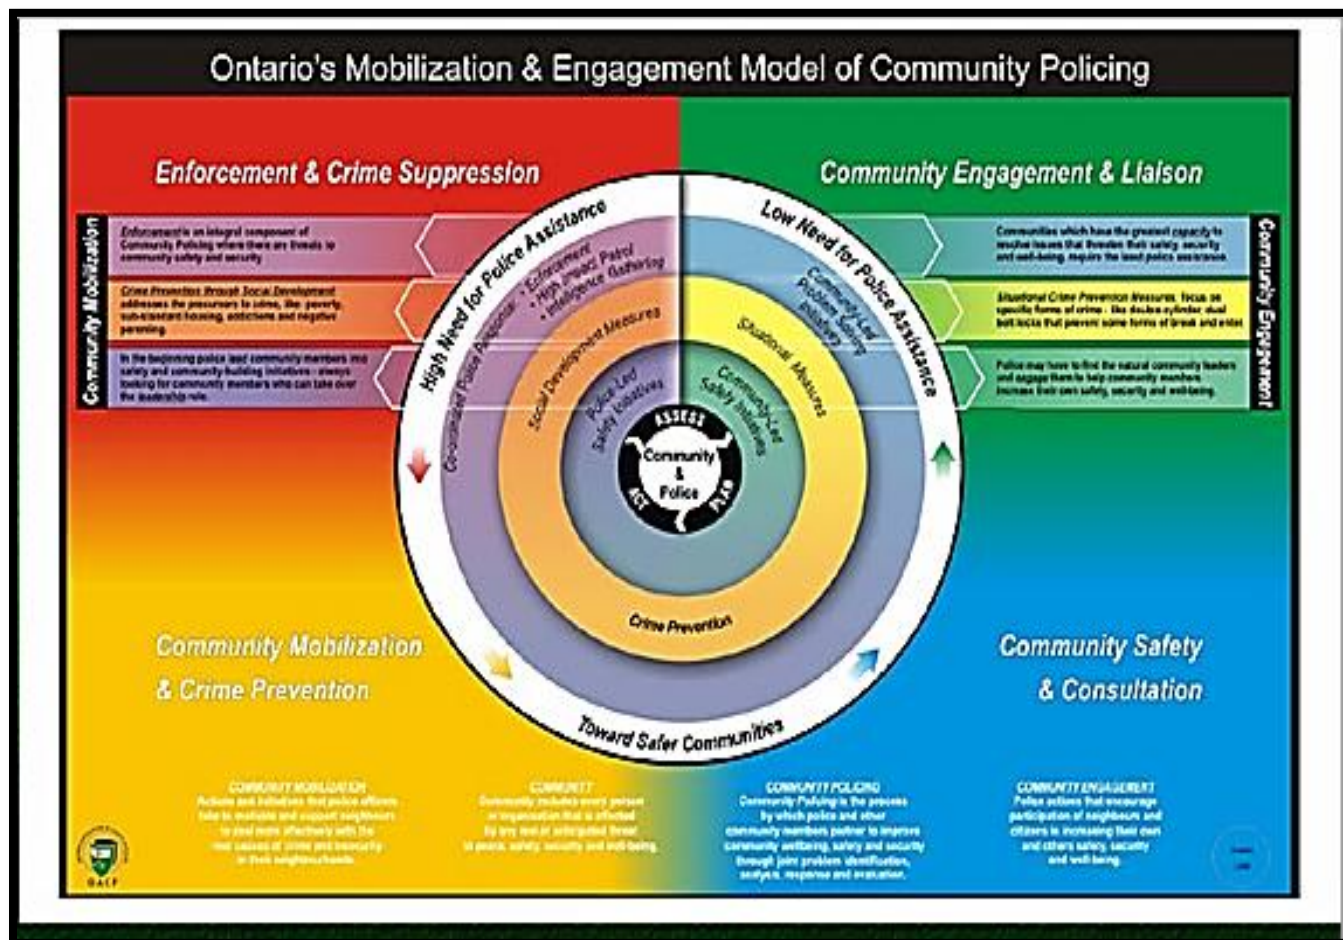 Ontario's Mobilization & Engagement Model of Community Policing
Enforcement & Crime Suppression
Community Engagement & Liaison
Community Mobilization
Enforcement is an integral component of
Community Policing where there are threats to
community safety and security
Crime Prevention through Social Development
addresses the precursors to crime, like poverty,
sub-standard housing, addictions and negative
parenting.
In the beginning police lead community members into
safety and community-building initiatives - always
looking for community members who can take over
the leadership role.
High Need for Police Assistance
Low Need for Police Assistance
Co-ordinated Police Response:
• Enforcement
• High Impact Patrol
• Intelligence Gathering
Social Development Measures
Police-Led
Safety Initiatives
Community-Led
Problem Solving
Initiatives
Situational Measures
Community-Led
Safety Initiatives
ASSESS
PLAN
ACT
Community
&
Police
Crime Prevention
Toward Safer Communities
Communities which have the greatest capacity to
resolve issues that threaten their safety, security
and well-being, require the least police assistance.
Situational Crime Prevention Measures, focus on
specific forms of crime - like double-cylinder, dual
bolt locks that prevent some forms of break and enter.
Police may have to find the natural community leaders
and engage them to help community members
increase their own safety, security and well-being.
Community Engagement
Community Mobilization
& Crime Prevention
Community Safety
& Consultation
COMMUNITY MOBILIZATION
Actions and initiatives that police officers
take to mobilize and support neighbours
to deal more effectively with the
root causes of crime and insecurity
in their neighbourhoods.
COMMUNITY
Community includes every person
or organisation that is affected
by any real or anticipated threat
to peace, safety, security and well-being.
COMMUNITY POLICING
Community Policing is the process
by which police and other
community members partner to improve
community wellbeing, safety and security
through joint problem identification,
analysis, response and evaluation.
COMMUNITY ENGAGEMENT
Police actions that encourage
participation of neighbours and
citizens in increasing their own
and others safety, security
and well-being.
OACP